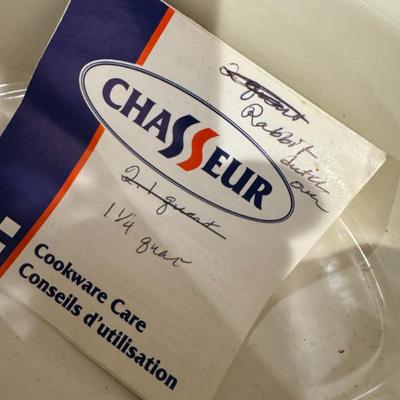 2 quart
Rabbit
dutch
oven
CHASSEUR
2.1 quart
1 1/4 quart
Cookware Care
Conseils d'utilisation